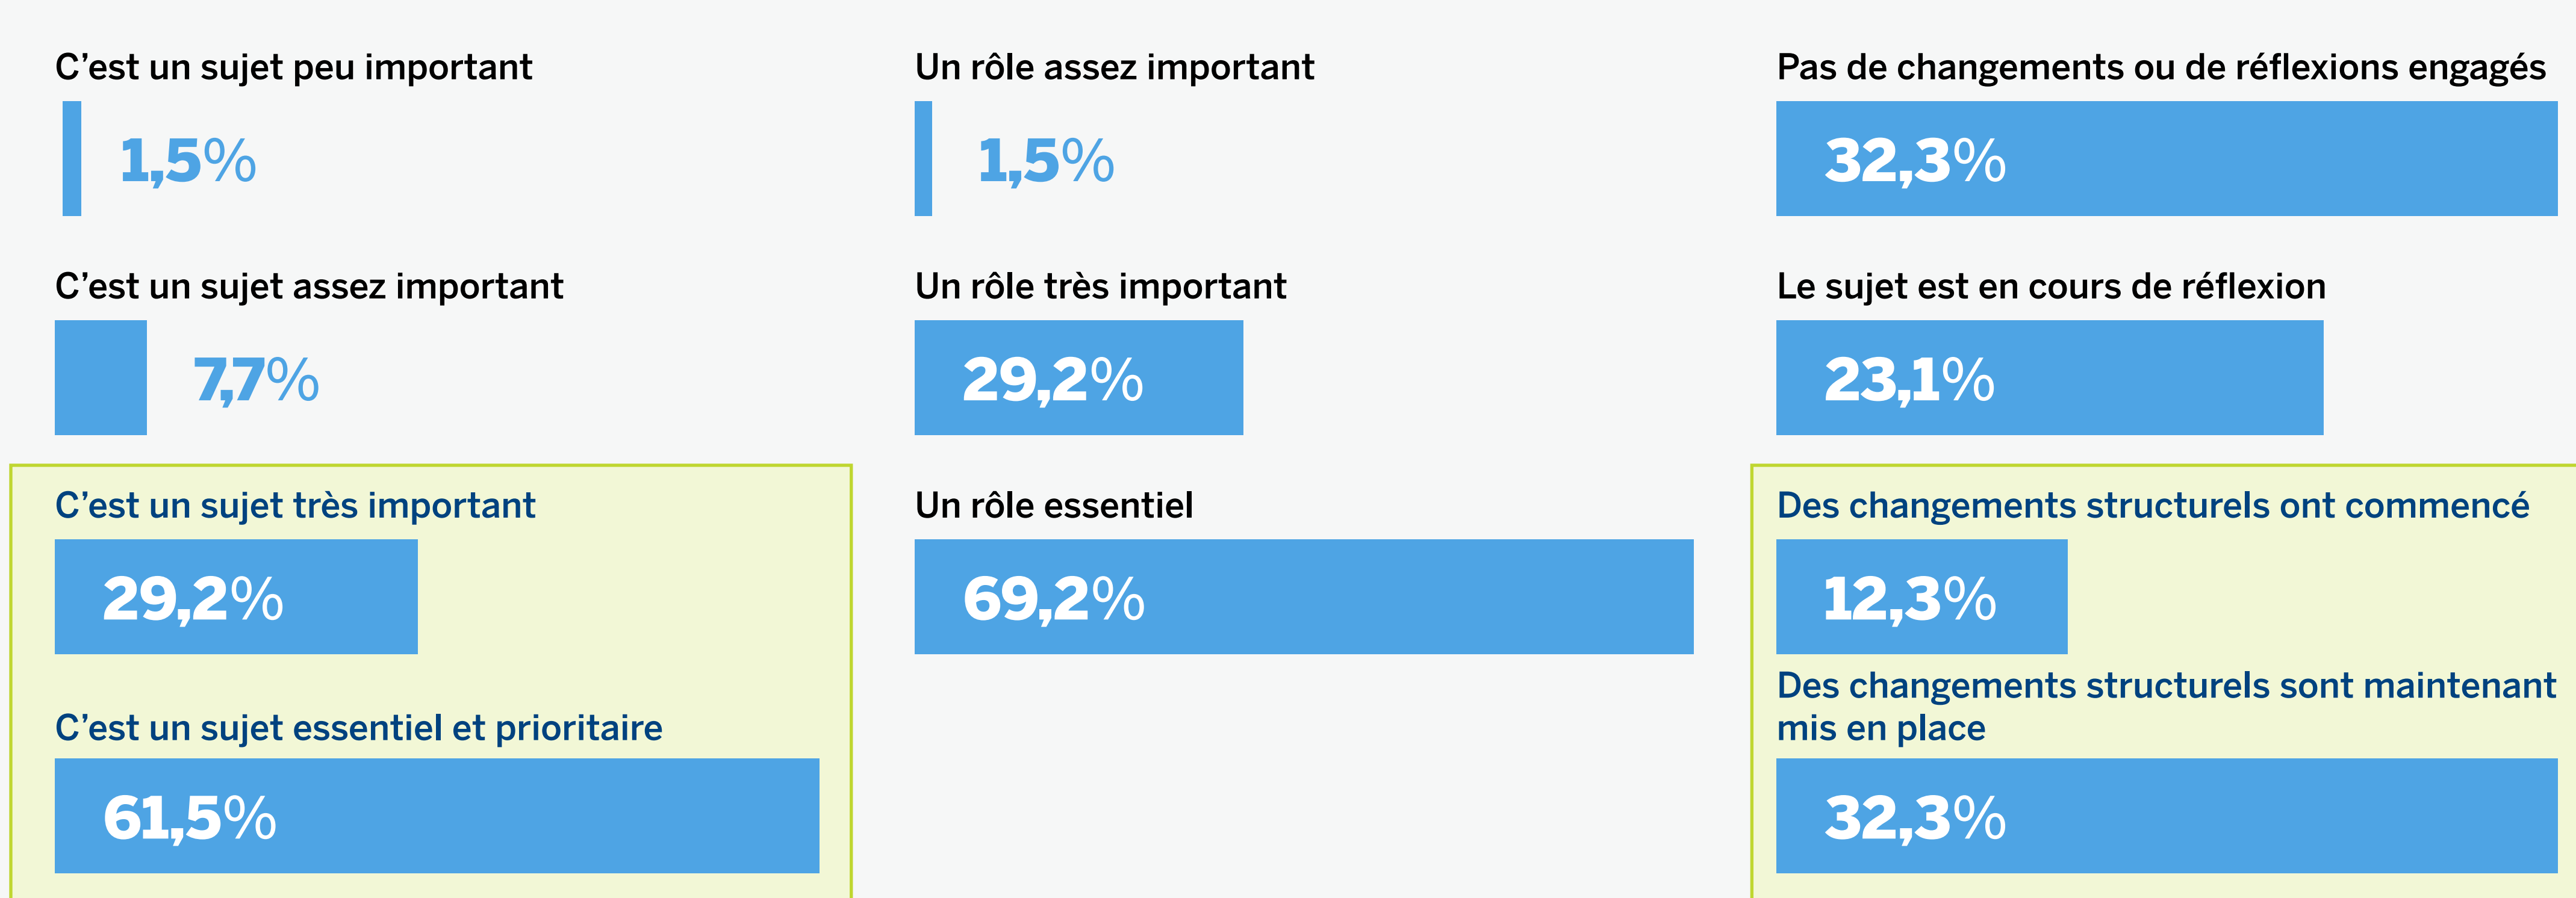 C’est un sujet peu important
1,5%
C’est un sujet assez important
7,7%
C’est un sujet très important
29,2%
C’est un sujet essentiel et prioritaire
61,5%
Un rôle assez important
1,5%
Un rôle très important
29,2%
Un rôle essentiel
69,2%
Pas de changements ou de réflexions engagés
32,3%
Le sujet est en cours de réflexion
23,1%
Des changements structurels ont commencé
12,3%
Des changements structurels sont maintenant
mis en place
32,3%